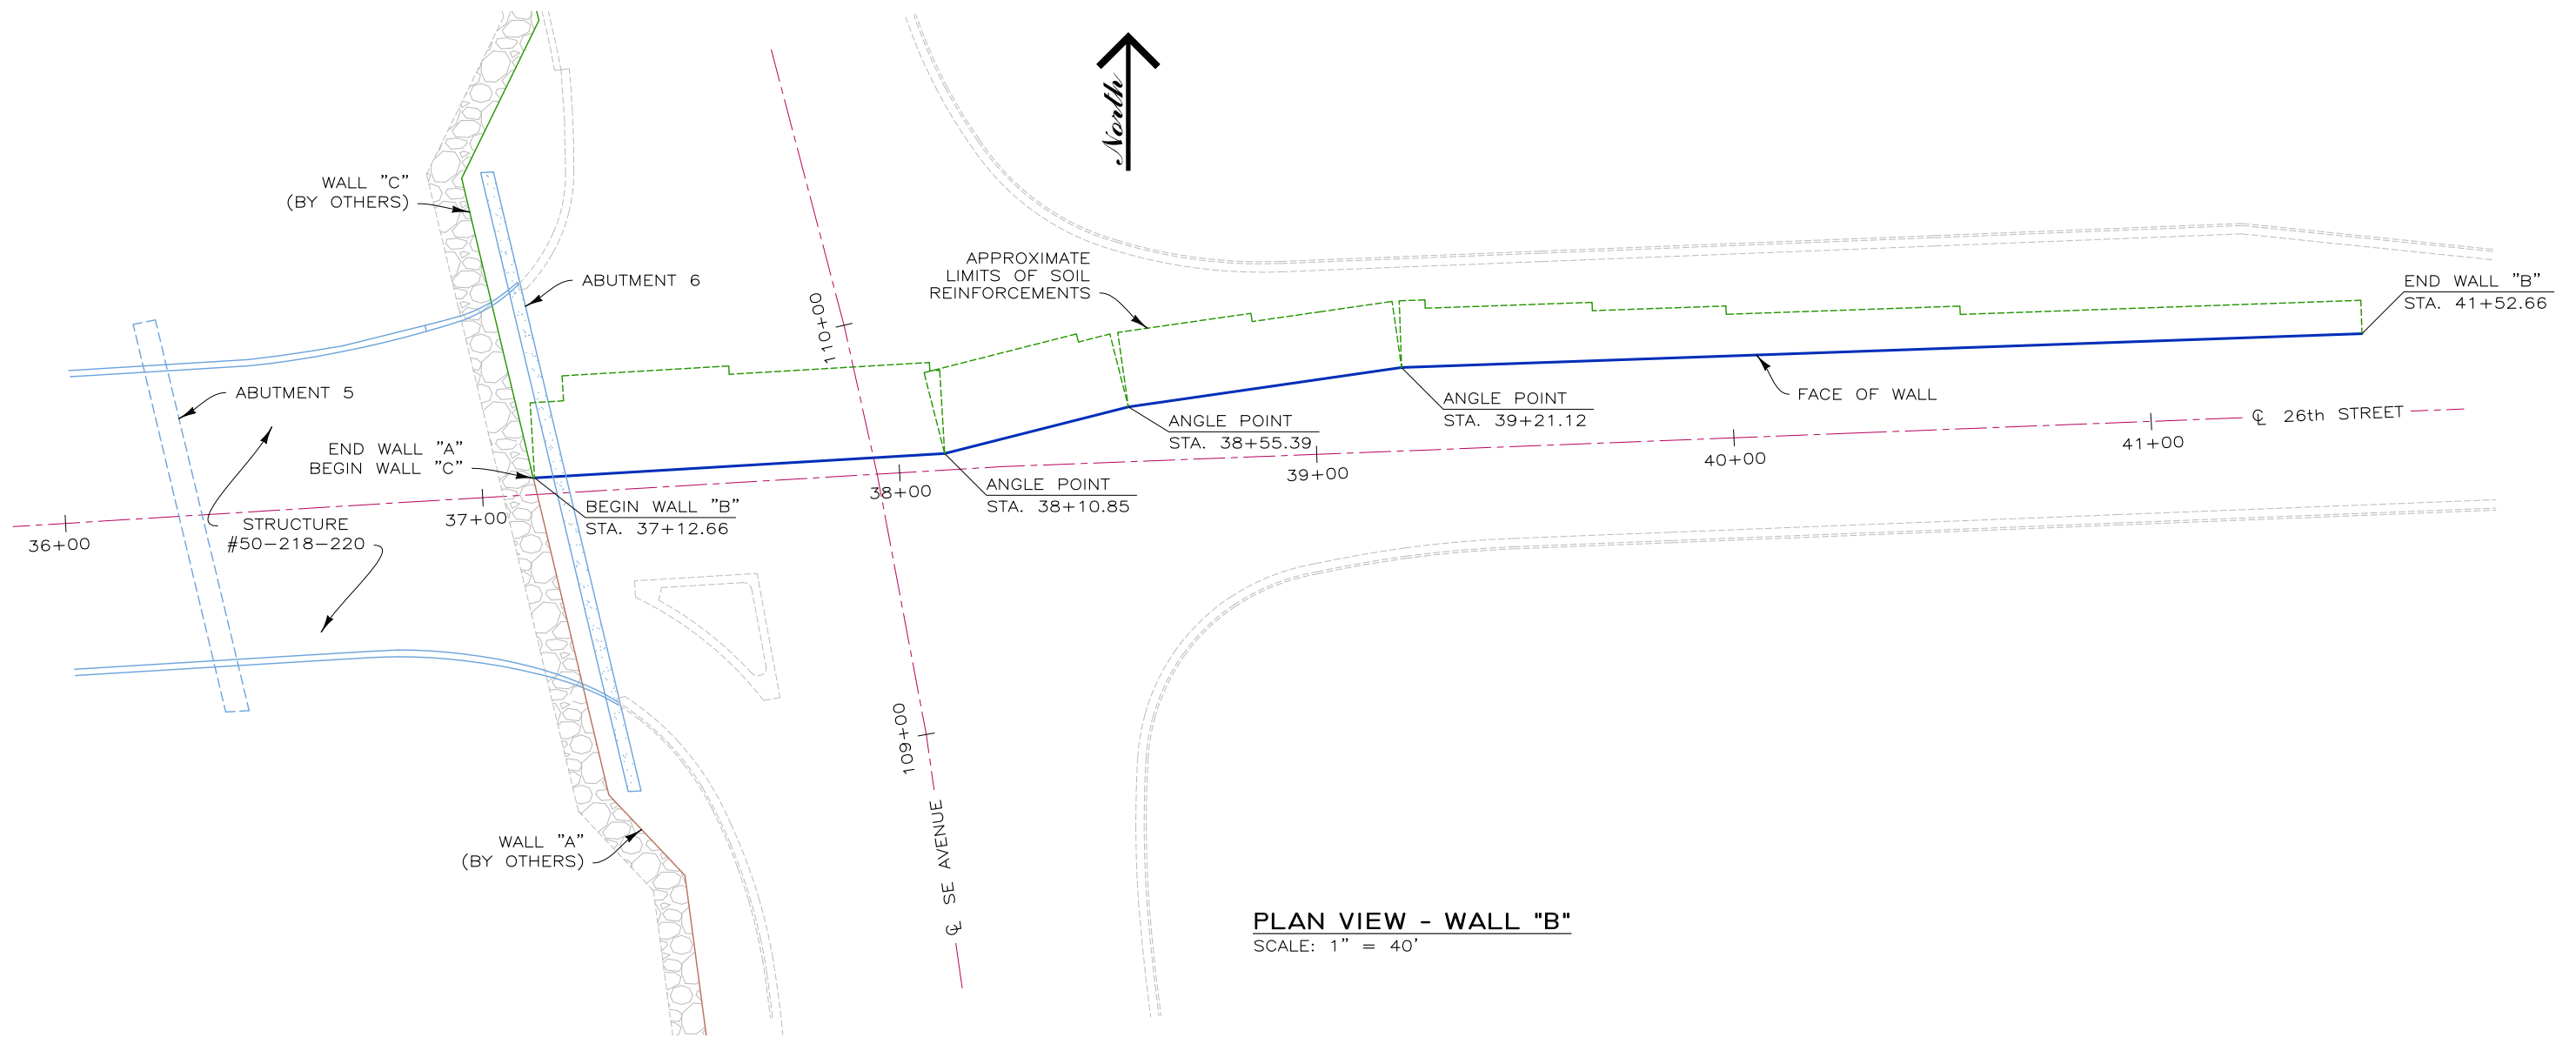 North
WALL "C"
(BY OTHERS)
ABUTMENT 6
APPROXIMATE
LIMITS OF SOIL
REINFORCEMENTS
110+00
END WALL "B"
STA. 41+52.66
ABUTMENT 5
FACE OF WALL
ANGLE POINT
STA. 39+21.12
ANGLE POINT
STA. 38+55.39
℄ 26th STREET
END WALL "A"
BEGIN WALL "C"
36+00
37+00
38+00
39+00
40+00
41+00
ANGLE POINT
STA. 38+10.85
BEGIN WALL "B"
STA. 37+12.66
STRUCTURE
#50-218-220
109+00
℄ SE AVENUE
WALL "A"
(BY OTHERS)
PLAN VIEW - WALL "B"
SCALE: 1" = 40'